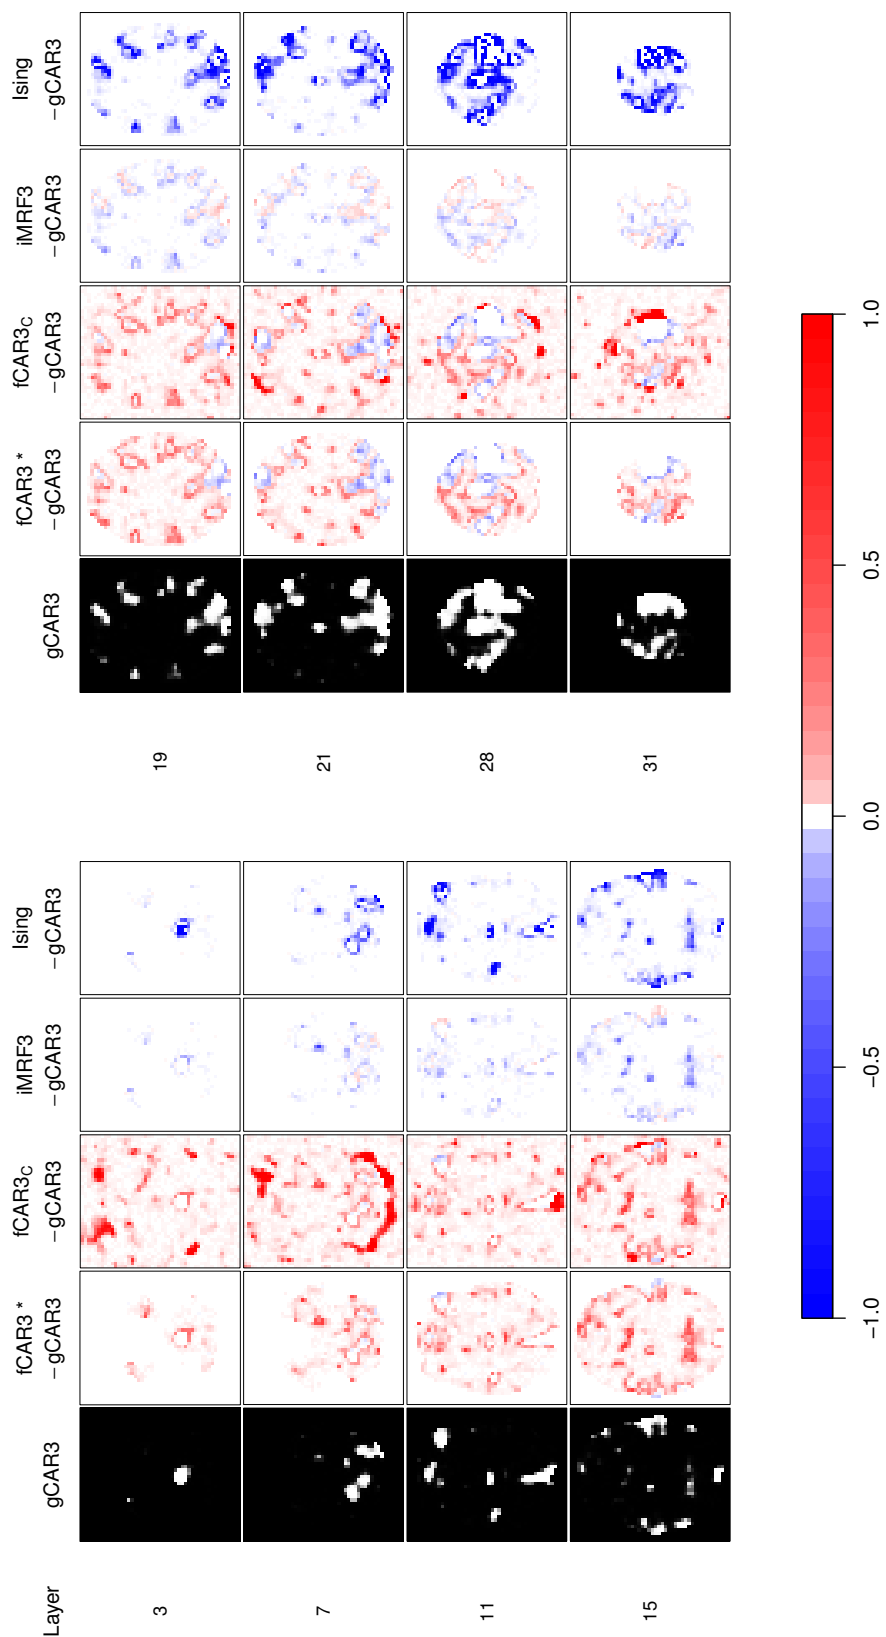 Layer
gCAR3
fCAR3 *
−gCAR3
fCAR3C
−gCAR3
iMRF3
−gCAR3
Ising
−gCAR3
3
7
11
15
gCAR3
fCAR3 *
−gCAR3
fCAR3C
−gCAR3
iMRF3
−gCAR3
Ising
−gCAR3
19
21
28
31
−1.0
−0.5
0.0
0.5
1.0